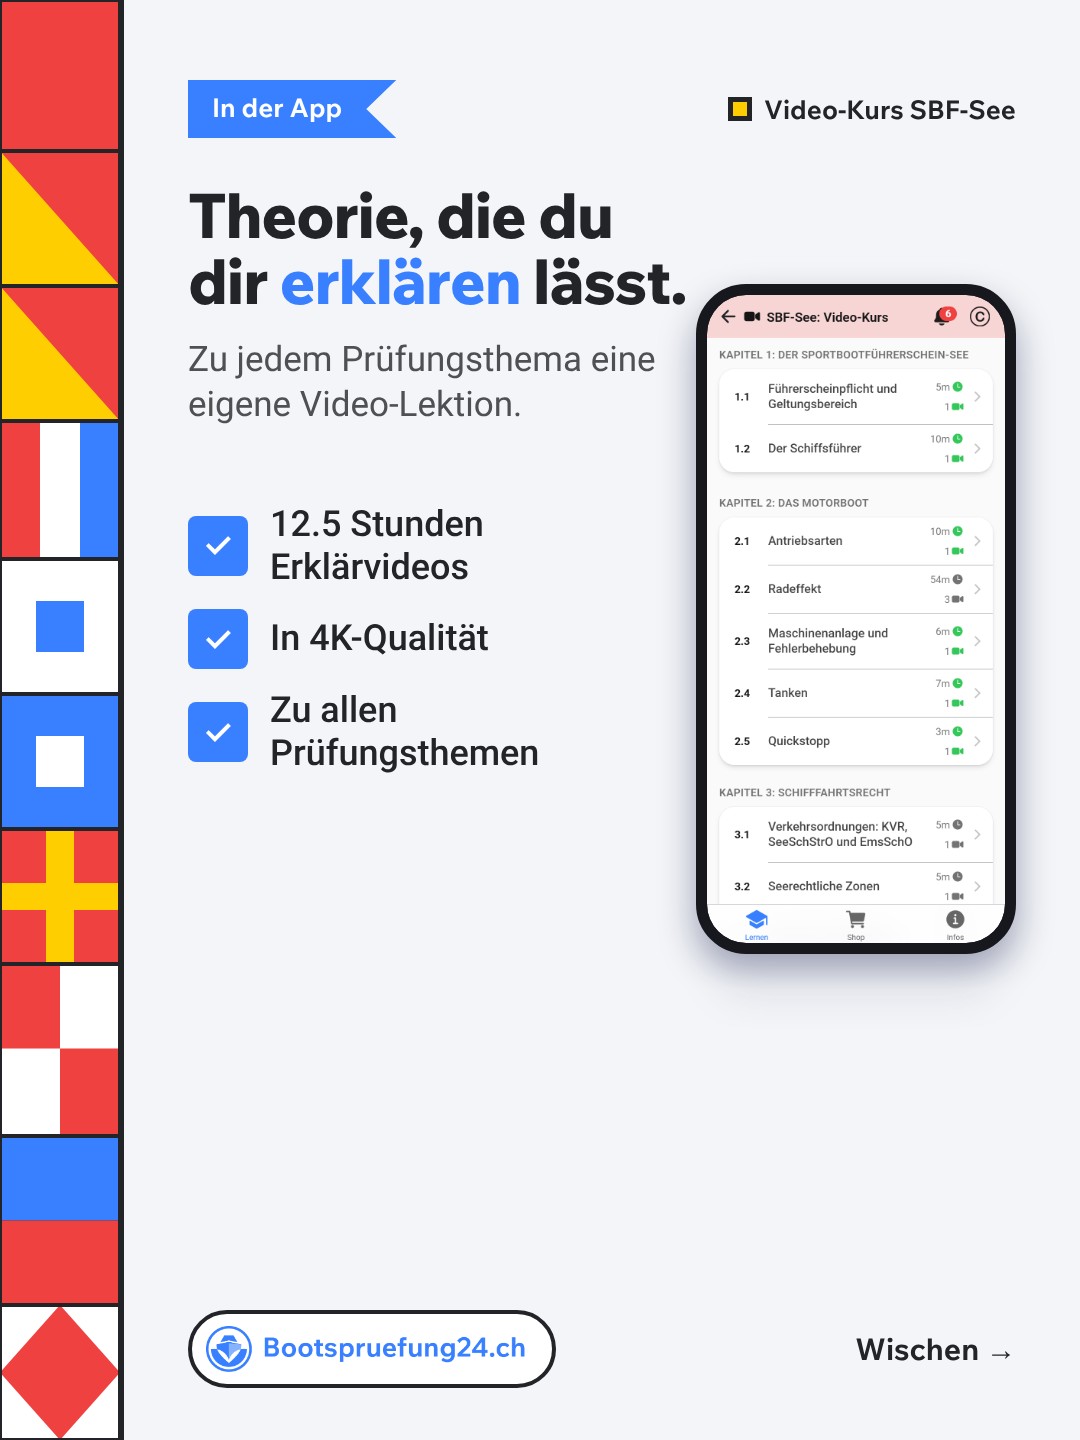 In der App
Video-Kurs SBF-See
Theorie, die du
dir erklären lässt.
Zu jedem Prüfungsthema eine
eigene Video-Lektion.
12.5 Stunden
Erklärvideos
In 4K-Qualität
Zu allen
Prüfungsthemen
SBF-See: Video-Kurs
6
C
KAPITEL 1: DER SPORTBOOTFÜHRERSCHEIN-SEE
1.1 Führerscheinpflicht und
Geltungsbereich
5m
1
1.2 Der Schiffsführer
10m
1
KAPITEL 2: DAS MOTORBOOT
2.1 Antriebsarten
10m
1
2.2 Radeffekt
54m
3
2.3 Maschinenanlage und
Fehlerbehebung
6m
1
2.4 Tanken
7m
1
2.5 Quickstopp
3m
1
KAPITEL 3: SCHIFFFAHRTSRECHT
3.1 Verkehrsordnungen: KVR,
SeeSchStrO und EmsSchO
5m
1
3.2 Seerechtliche Zonen
5m
1
Lernen
Shop
Infos
Bootspruefung24.ch
Wischen →